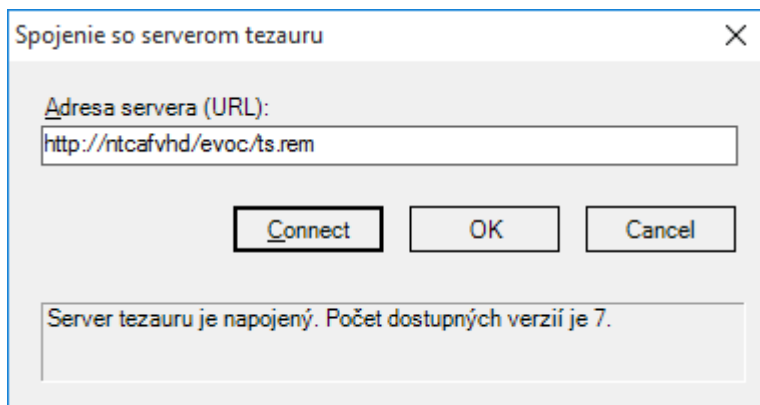 Spojenie so serverom tezauru
Adresa servera (URL):
http://ntcafvhd/evoc/ts.rem
Connect OK Cancel
Server tezauru je napojený. Počet dostupných verzií je 7.